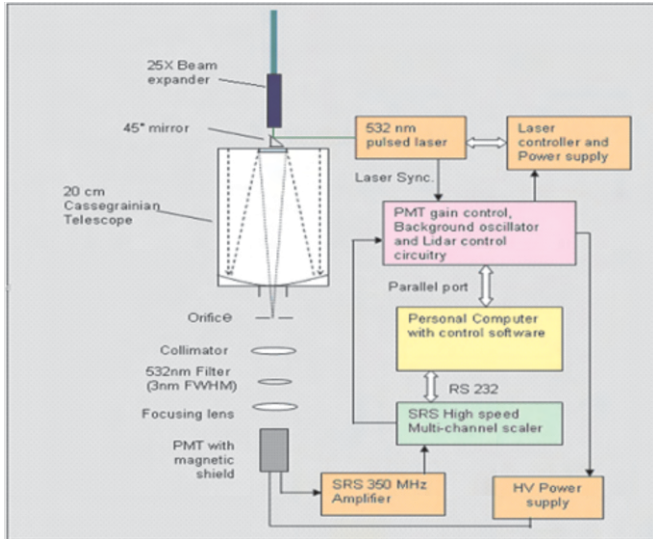 25X Beam
expander
45° mirror
532 nm
pulsed laser
Laser
controller and
Power supply
Laser Sync.
20 cm
Cassegrainian
Telescope
PMT gain control,
Background oscillator
and Lidar control
circuitry
Parallel port
Orifice
Personal Computer
with control software
Collimator
532nm Filter
(3nm FWHM)
RS 232
Focusing lens
SRS High speed
Multi-channel scaler
PMT with
magnetic
shield
SRS 350 MHz
Amplifier
HV Power
supply